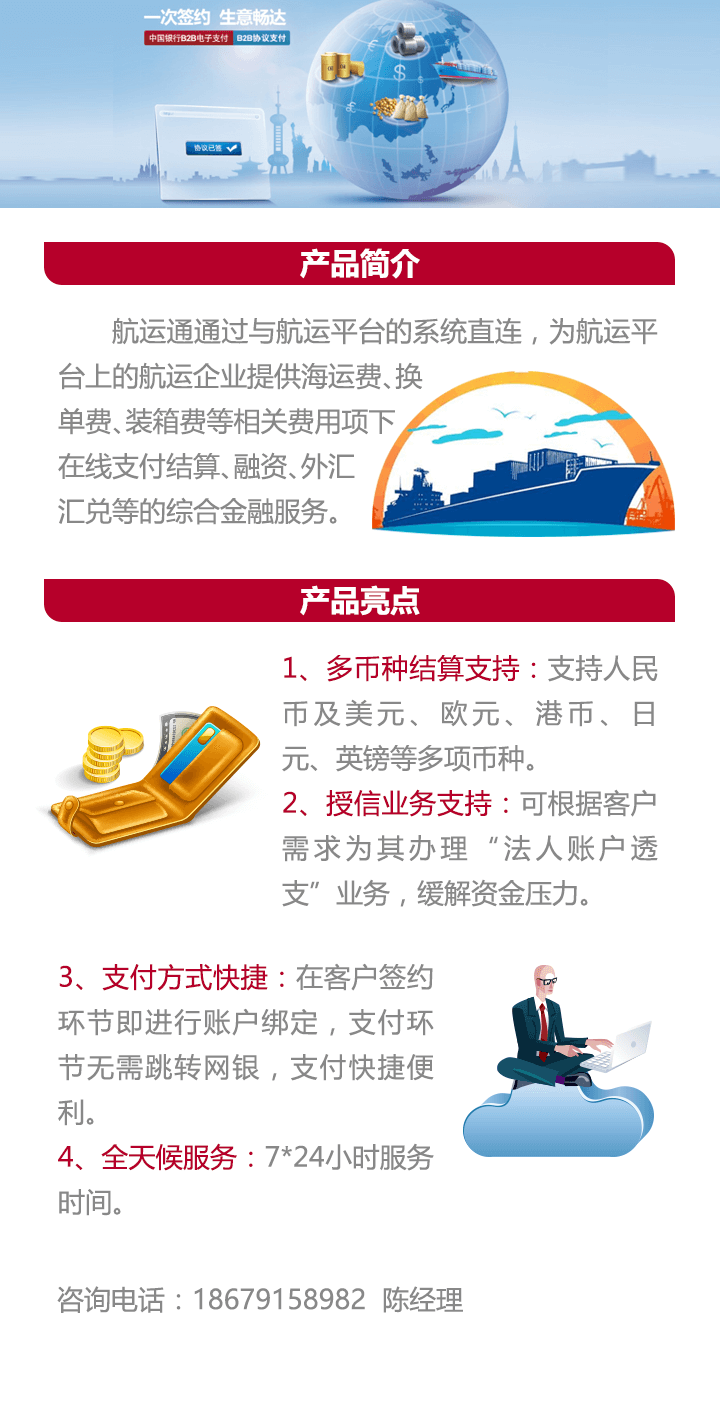 一次签约 生意畅达
中国银行B2B电子支付 B2B协议支付
协议已签
产品简介
航运通通过与航运平台的系统直连，为航运平
台上的航运企业提供海运费、换
单费、装箱费等相关费用项下
在线支付结算、融资、外汇
汇兑等的综合金融服务。
产品亮点
1、多币种结算支持：支持人民
币及美元、欧元、港币、日
元、英镑等多项币种。
2、授信业务支持：可根据客户
需求为其办理“法人账户透
支”业务，缓解资金压力。
3、支付方式快捷：在客户签约
环节即进行账户绑定，支付环
节无需跳转网银，支付快捷便
利。
4、全天候服务：7*24小时服务
时间。
咨询电话：18679158982 陈经理